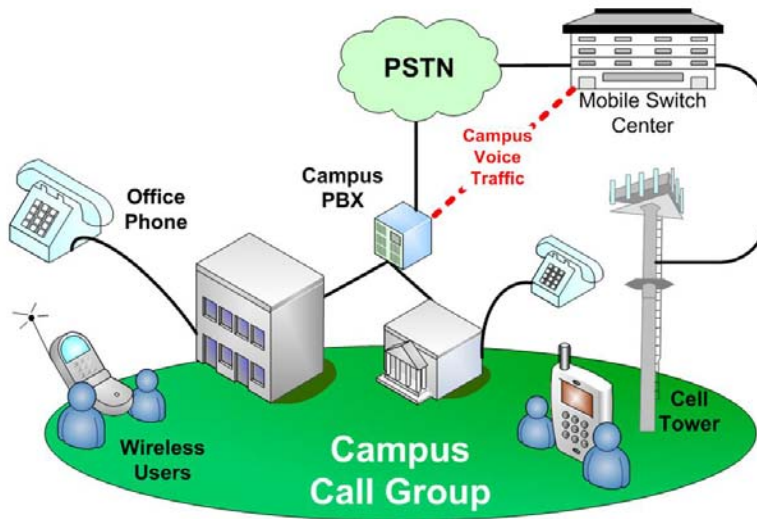 PSTN
Mobile Switch
Center
Campus
Voice
Traffic
Campus
PBX
Office
Phone
Wireless
Users
Cell
Tower
Campus
Call Group